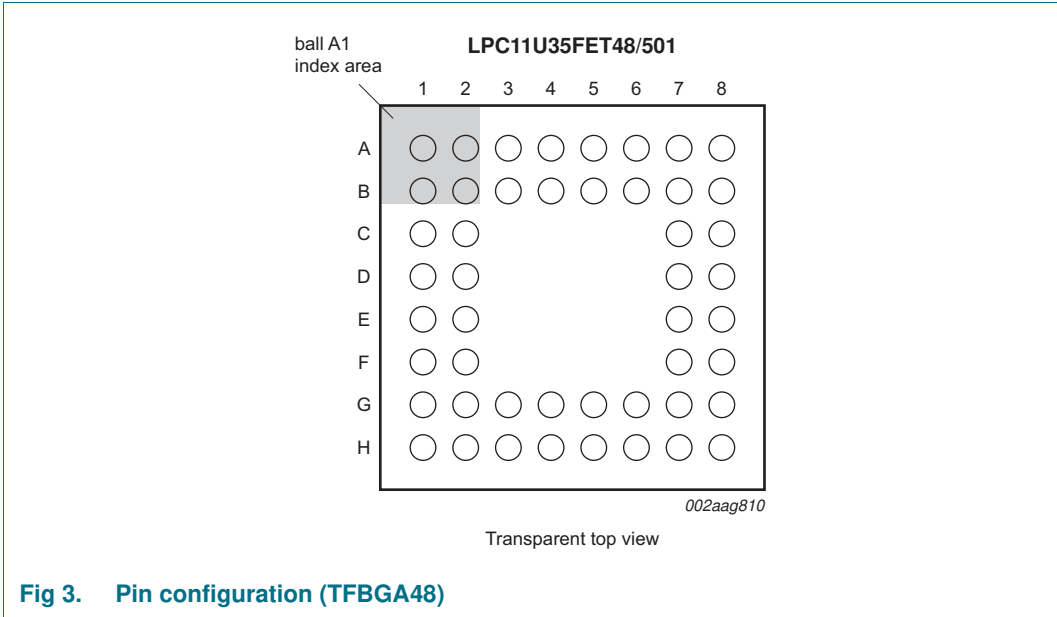 ball A1
index area
LPC11U35FET48/501
1 2 3 4 5 6 7 8
A
B
C
D
E
F
G
H
002aag810
Transparent top view
Fig 3. Pin configuration (TFBGA48)